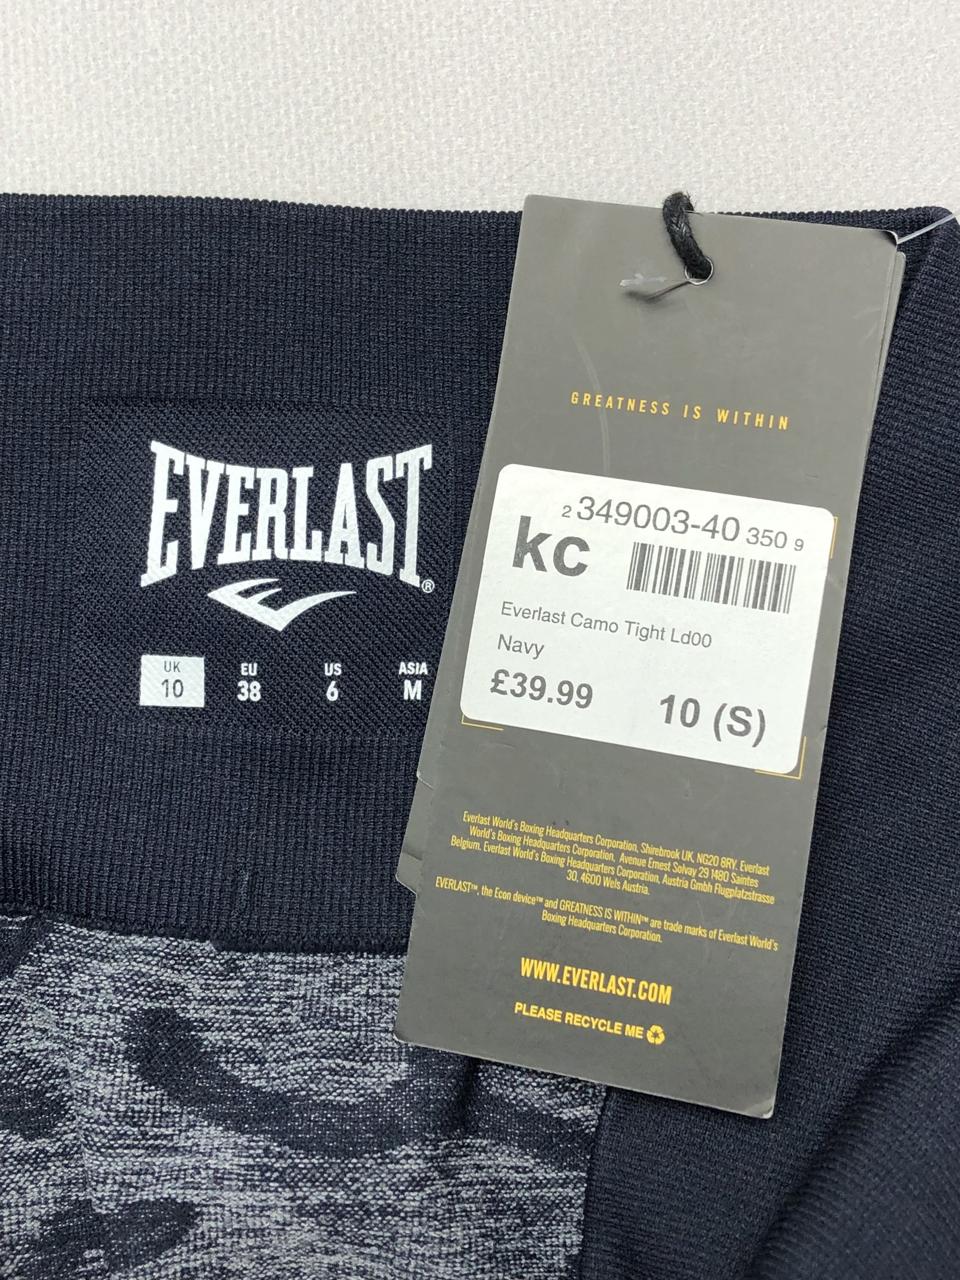 EVERLAST®
UK EU US ASIA
10 38 6 M
GREATNESS IS WITHIN
2 349003-40 350 9
kc
Everlast Camo Tight Ld00
Navy
£39.99 10 (S)
Everlast World's Boxing Headquarters Corporation, Shirebrook UK, NG20 8RY. Everlast
World's Boxing Headquarters Corporation, Avenue Ernest Solvay 29 1480 Saintes
Belgium. Everlast World's Boxing Headquarters Corporation, Austria Gmbh Flugplatzstrasse
30, 4600 Wels Austria.
EVERLAST™, the Econ device™ and GREATNESS IS WITHIN™ are trade marks of Everlast World's
Boxing Headquarters Corporation.
WWW.EVERLAST.COM
PLEASE RECYCLE ME